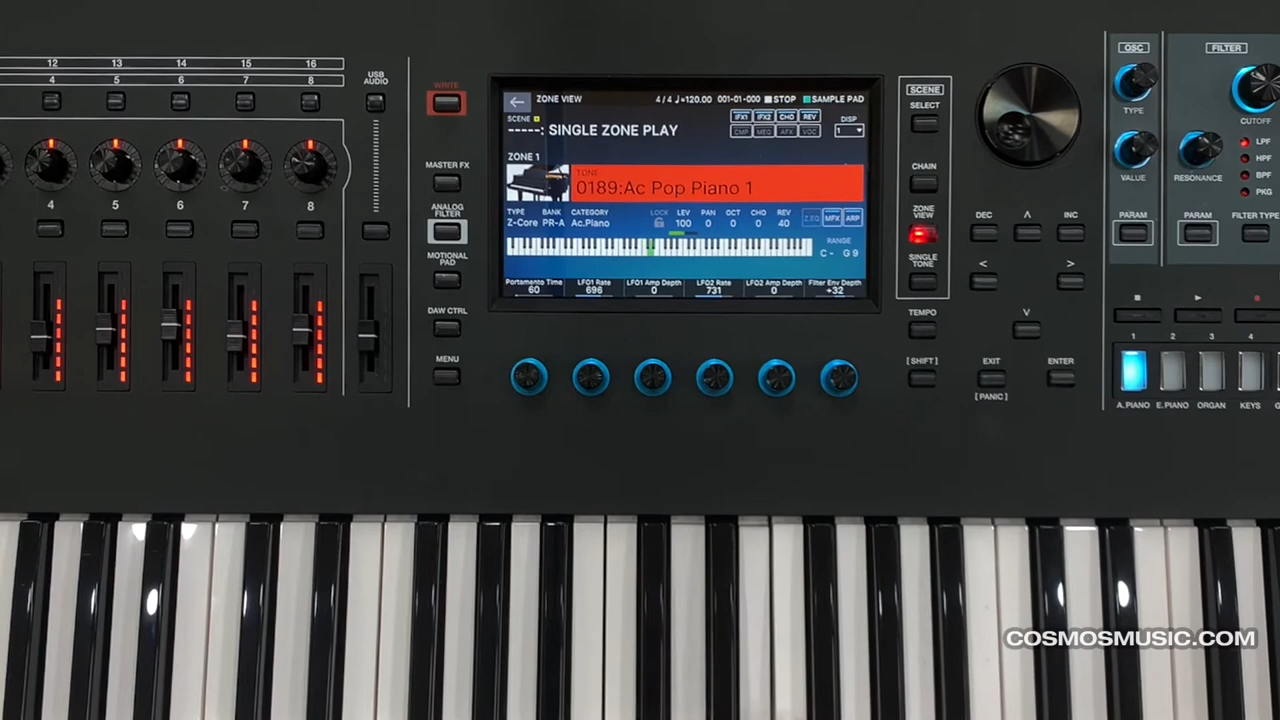 12 13 14 15 16
4 5 6 7 8
USB
AUDIO
4 5 6 7 8
WRITE
MASTER FX
ANALOG
FILTER
MOTIONAL
PAD
DAW CTRL
MENU
ZONE VIEW 4/4 ♩=120.00 001-01-000 STOP SAMPLE PAD
SCENE
-----: SINGLE ZONE PLAY
IFX1 IFX2 CHO REV
CMP MEQ AFX VOC
DISP
1
ZONE 1
TONE
0189:Ac Pop Piano 1
TYPE BANK CATEGORY LOCK LEV PAN OCT CHO REV
Z-Core PR-A Ac.Piano 100 0 0 0 40 Z.EQ MFX ARP
RANGE
C - G 9
Portamento Time LFO1 Rate LFO1 Amp Depth LFO2 Rate LFO2 Amp Depth Filter Env Depth
60 696 0 731 0 +32
SCENE
SELECT
CHAIN
ZONE
VIEW
SINGLE
TONE
TEMPO
[SHIFT]
DEC INC
EXIT
[PANIC]
ENTER
OSC
TYPE
VALUE
PARAM
FILTER
CUTOFF
RESONANCE
LPF
HPF
BPF
PKG
PARAM
FILTER TYPE
1 2 3 4
A.PIANO E.PIANO ORGAN KEYS
COSMOSMUSIC.COM